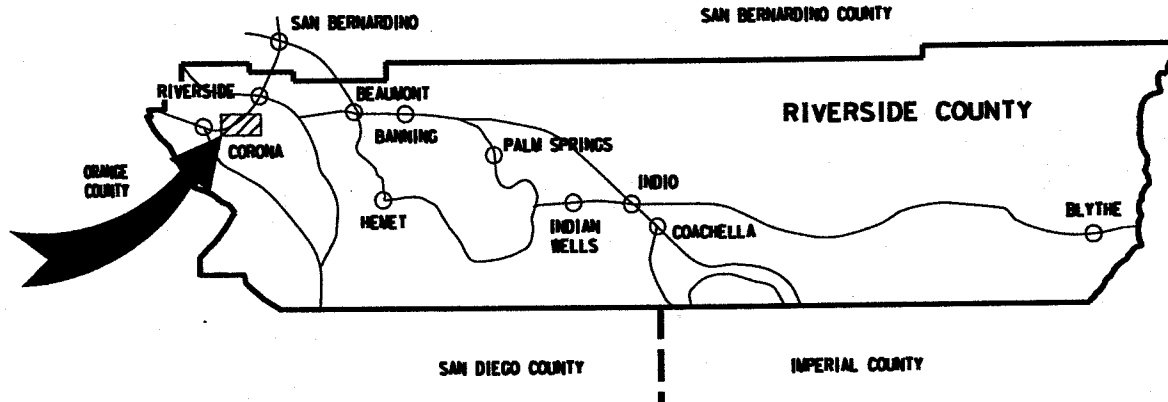 SAN BERNARDINO COUNTY
SAN BERNARDINO
RIVERSIDE
BEAUMONT
RIVERSIDE COUNTY
BANNING
CORONA
PALM SPRINGS
ORANGE
COUNTY
INDIO
HEMET
INDIAN
WELLS
COACHELLA
BLYTHE
SAN DIEGO COUNTY
IMPERIAL COUNTY